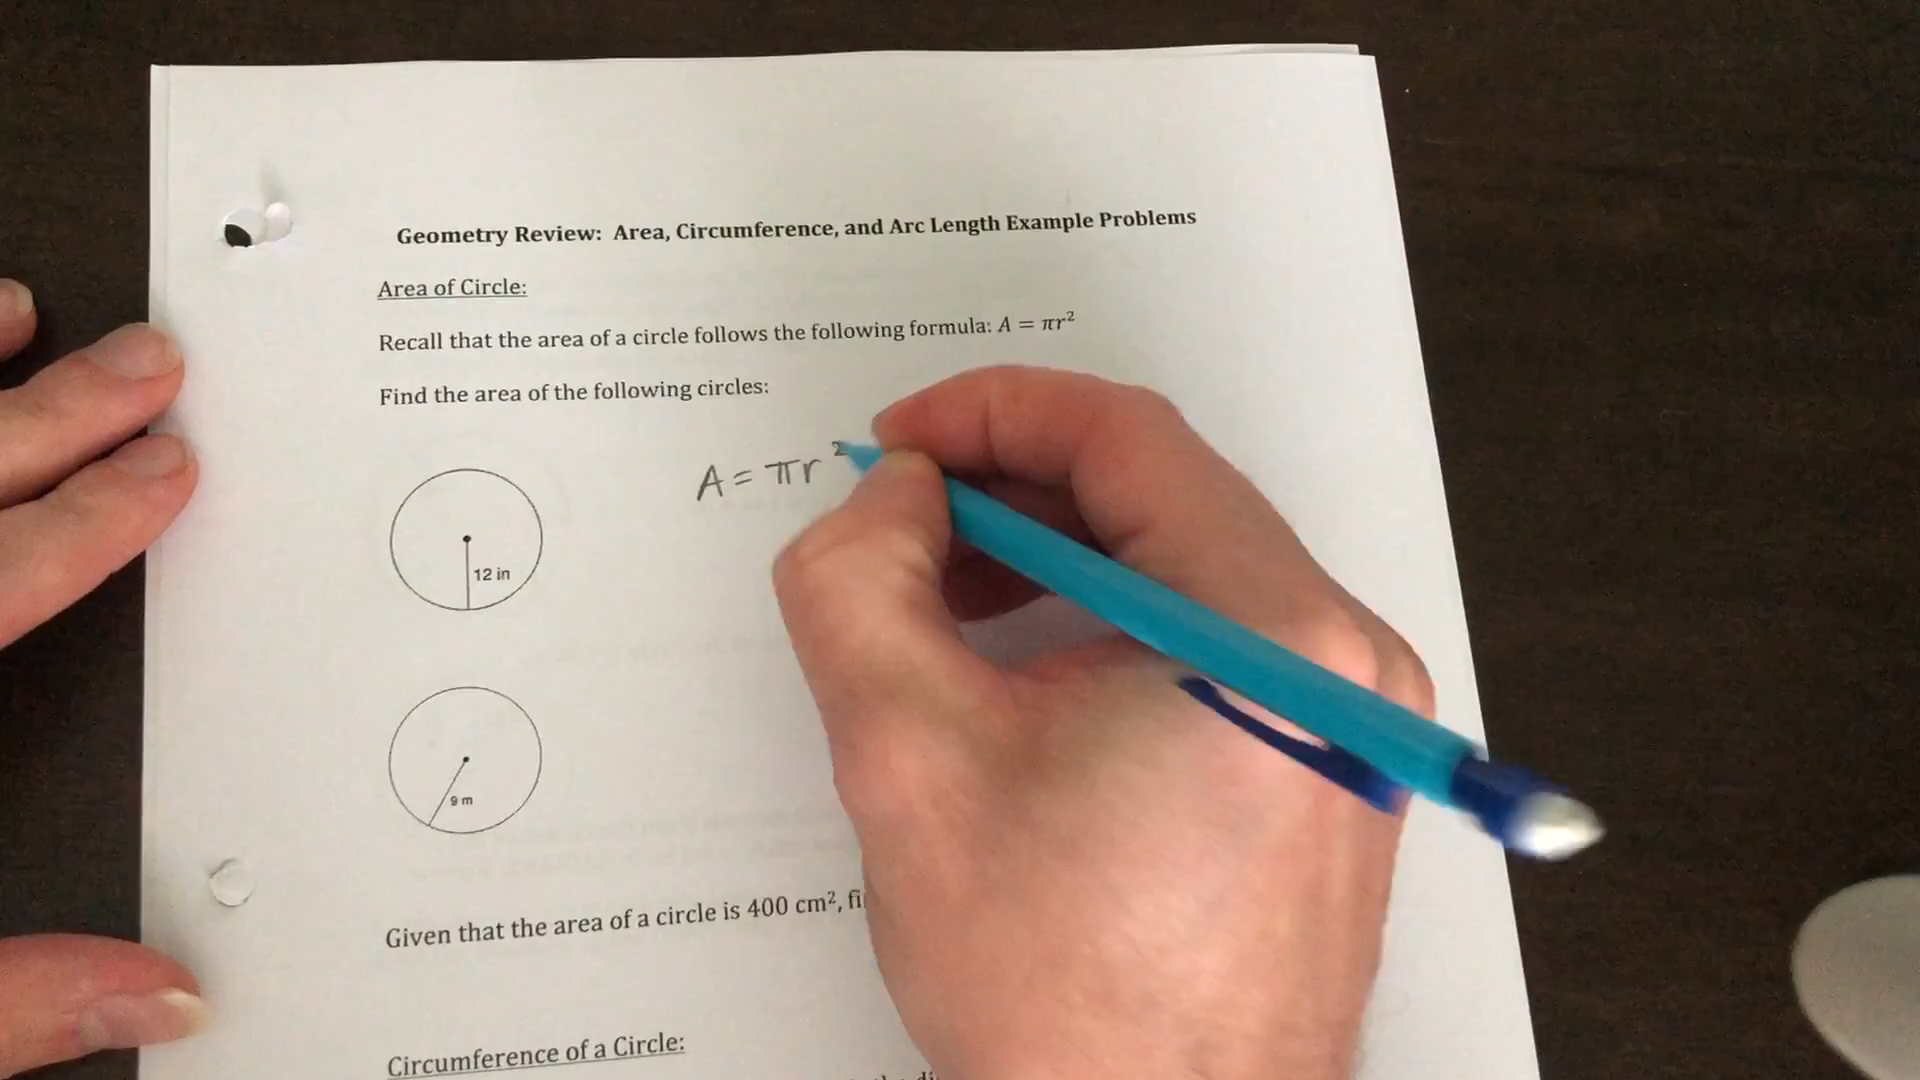 Geometry Review: Area, Circumference, and Arc Length Example Problems
Area of Circle:
Recall that the area of a circle follows the following formula: A = πr²
Find the area of the following circles:
A = πr²
12 in
9 m
Given that the area of a circle is 400 cm²,
Circumference of a Circle: